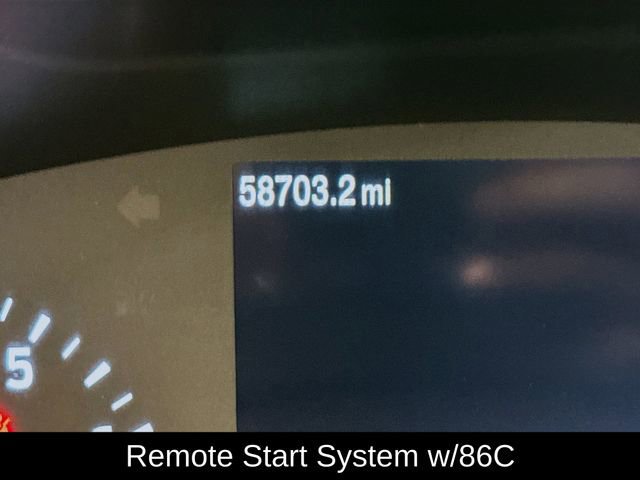 58703.2 mi
5
Remote Start System w/86C